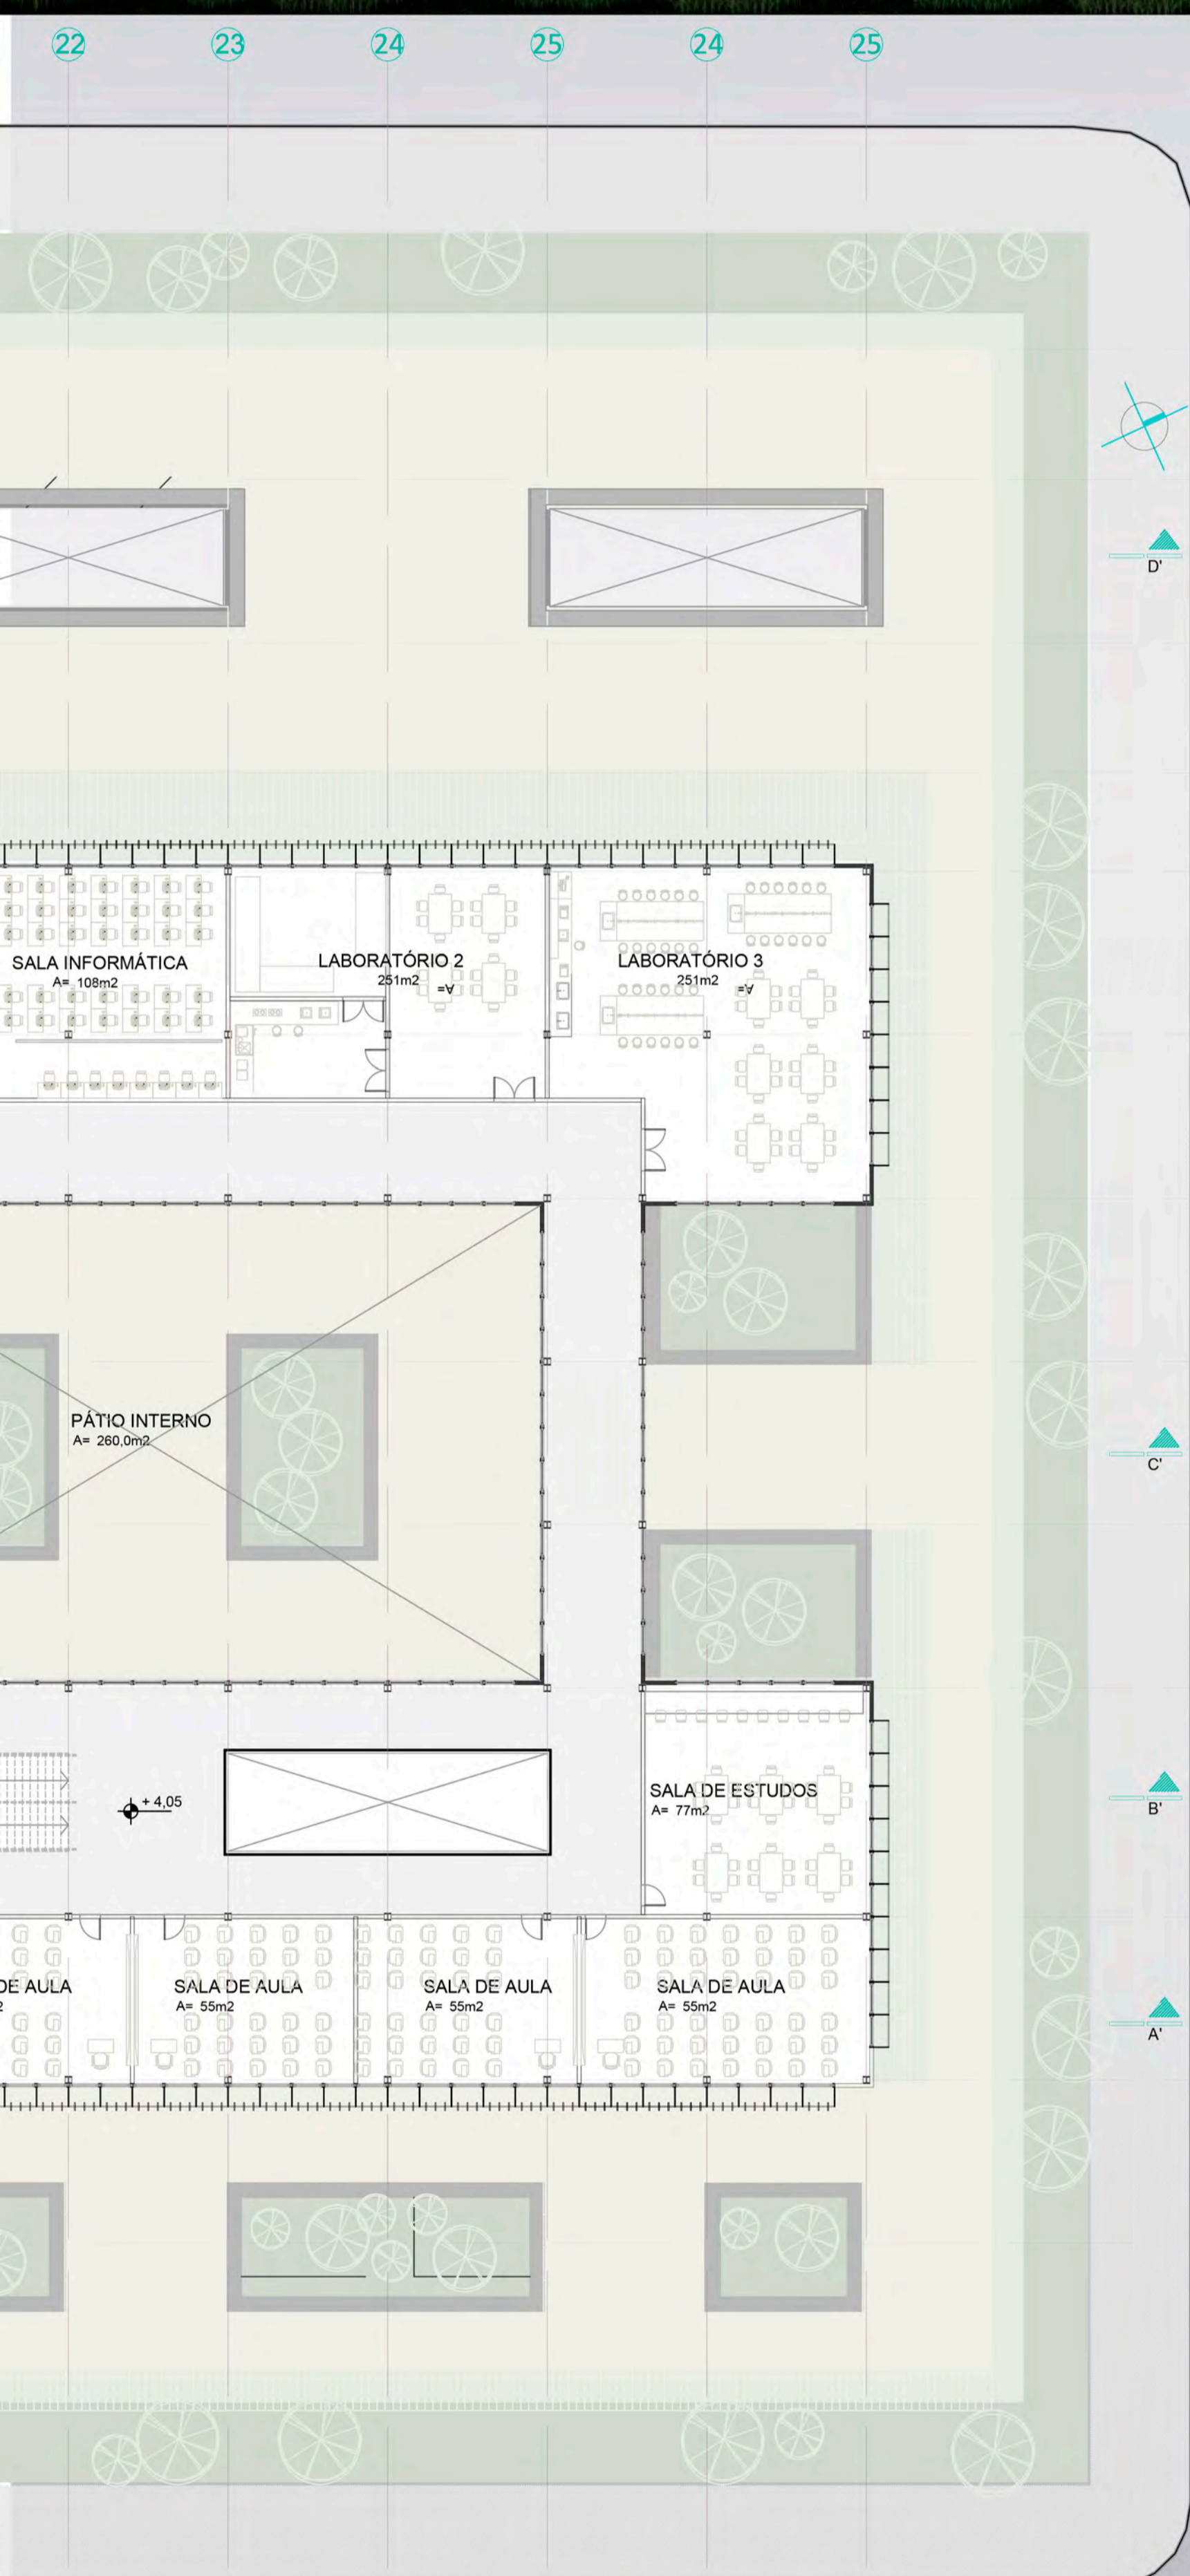 22 23 24 25 24 25
D'
SALA INFORMÁTICA
A= 108m2
LABORATÓRIO 2
251m2
A=
LABORATÓRIO 3
251m2
A=
PÁTIO INTERNO
A= 260,0m2
C'
+ 4,05
SALA DE ESTUDOS
A= 77m2
B'
DE AULA
2
SALA DE AULA
A= 55m2
SALA DE AULA
A= 55m2
SALA DE AULA
A= 55m2
A'